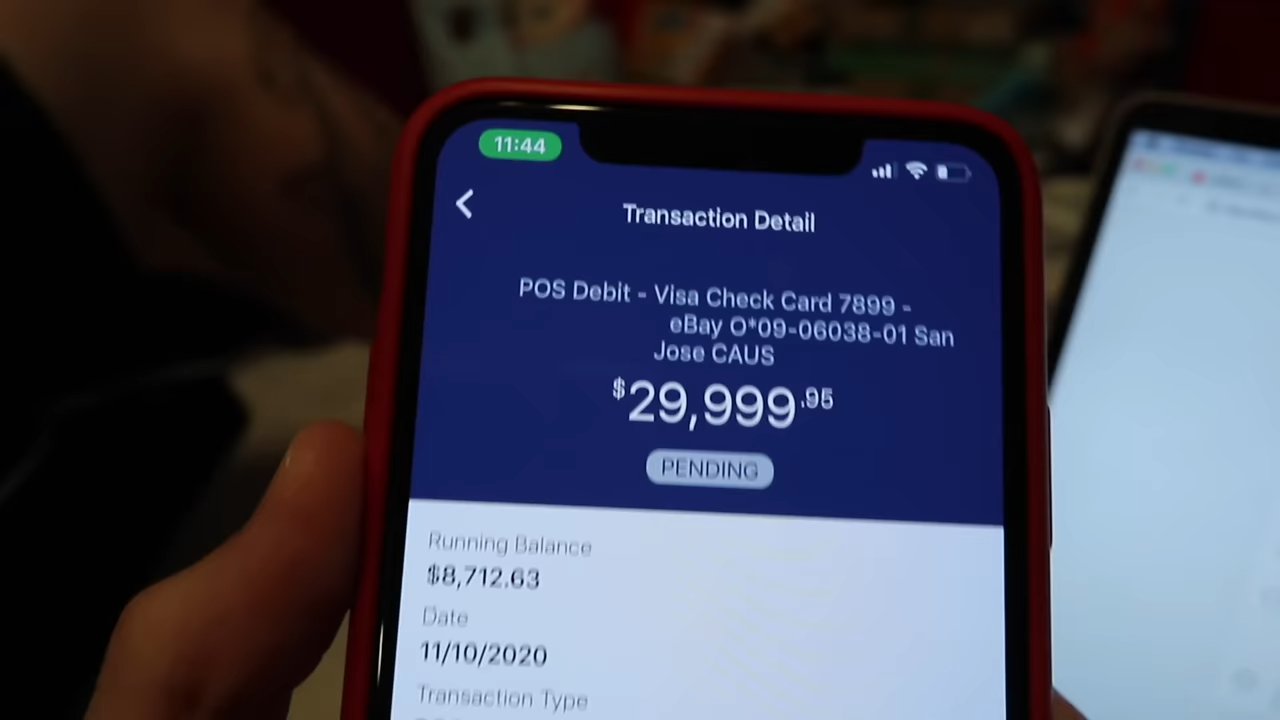 11:44
Transaction Detail
POS Debit - Visa Check Card 7899 -
eBay O*09-06038-01 San
Jose CAUS
$29,999.95
PENDING
Running Balance
$8,712.63
Date
11/10/2020
Transaction Type